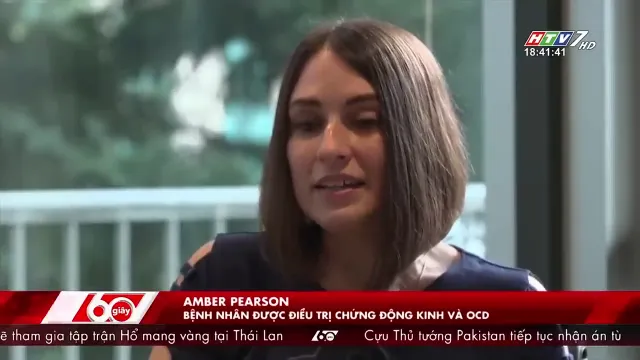 HTV7 HD
18:41:41
60 giây
AMBER PEARSON
BỆNH NHÂN ĐƯỢC ĐIỀU TRỊ CHỨNG ĐỘNG KINH VÀ OCD
ẽ tham gia tập trận Hổ mang vàng tại Thái Lan 60 giây Cựu Thủ tướng Pakistan tiếp tục nhận án tù